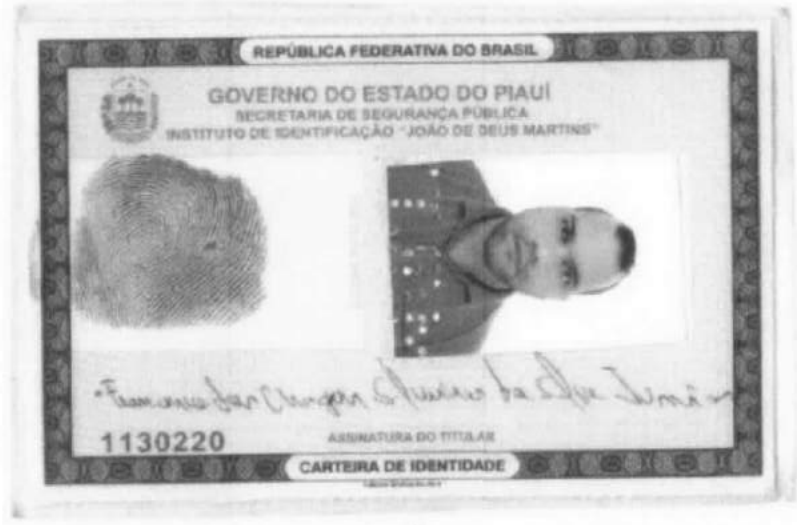 REPÚBLICA FEDERATIVA DO BRASIL
GOVERNO DO ESTADO DO PIAUÍ
SECRETARIA DE SEGURANÇA PÚBLICA
INSTITUTO DE IDENTIFICAÇÃO "JOÃO DE DEUS MARTINS"
1130220
ASSINATURA DO TITULAR
CARTEIRA DE IDENTIDADE